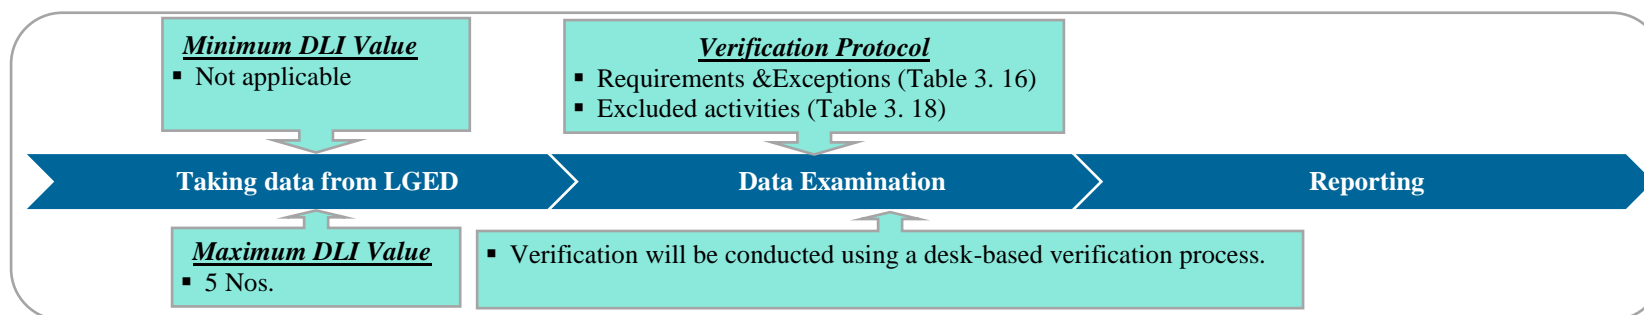 Minimum DLI Value
▪ Not applicable
Verification Protocol
▪ Requirements &Exceptions (Table 3. 16)
▪ Excluded activities (Table 3. 18)
Taking data from LGED
Data Examination
Reporting
Maximum DLI Value
▪ 5 Nos.
▪ Verification will be conducted using a desk-based verification process.